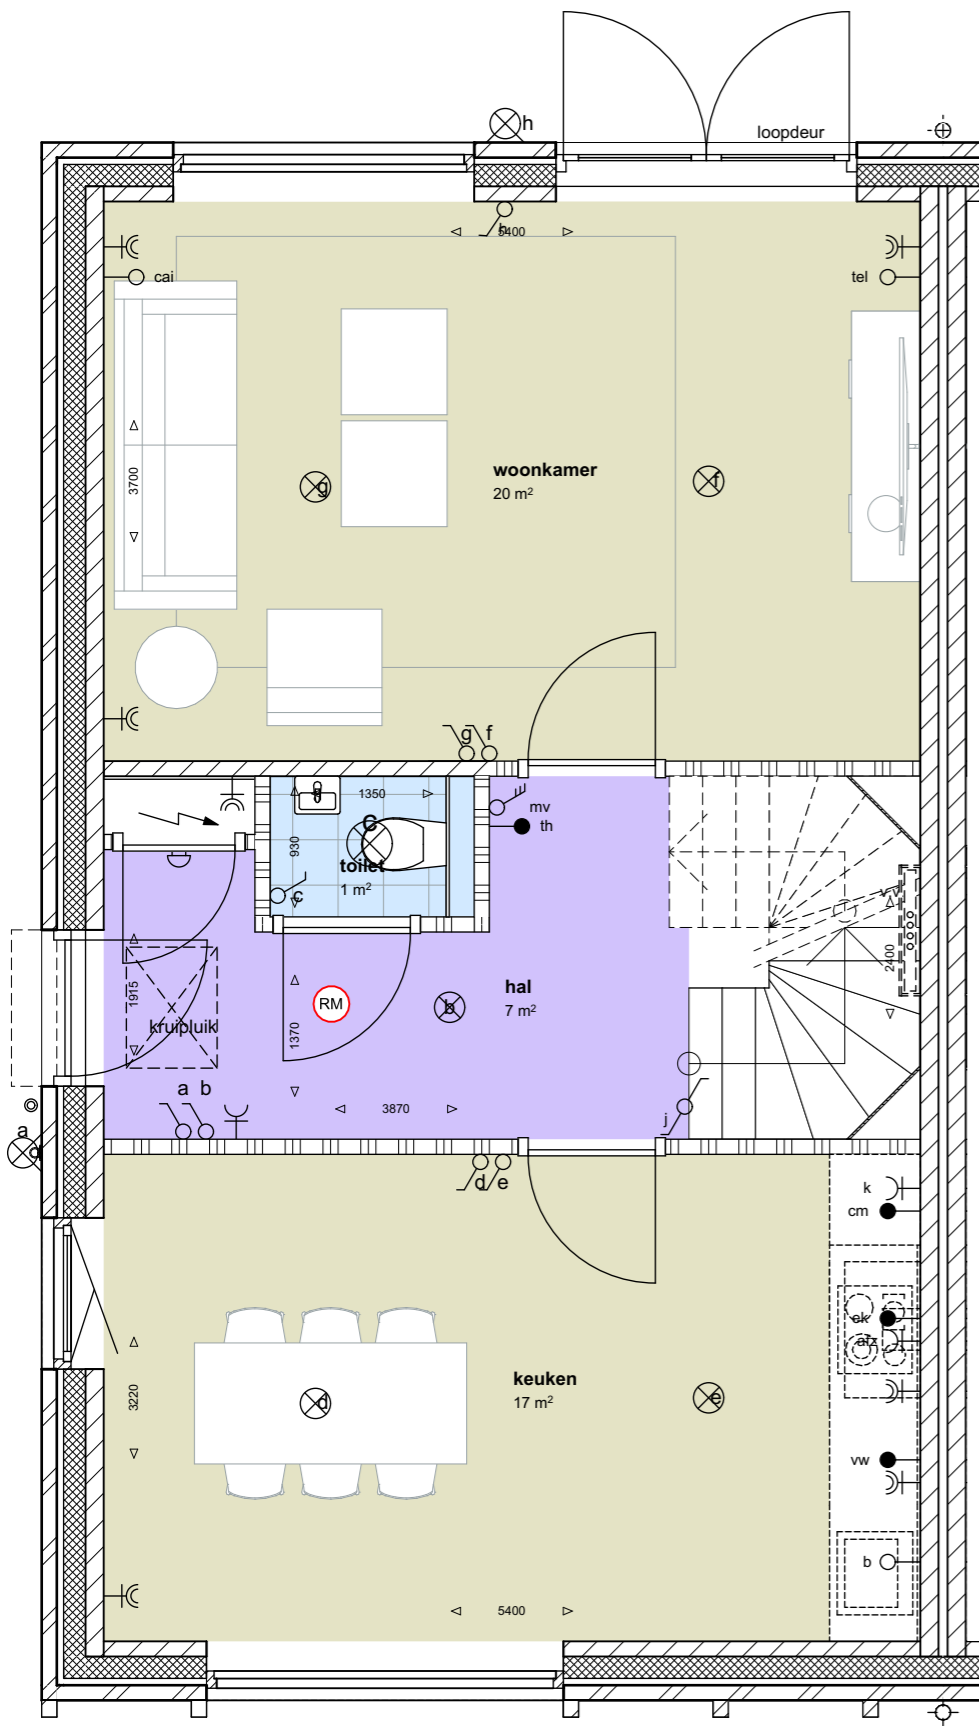 h
loopdeur
h
5400
cai
tel
3700
woonkamer
20 m²
g
f
g f
1350
mv
th
c
930
toilet
1 m²
c
v.v.
2400
1915
hal
7 m²
RM
b
1370
kruipluik
a b
3870
j
a
d e
k
cm
ek
afz
3220
keuken
17 m²
d
e
vw
b
5400